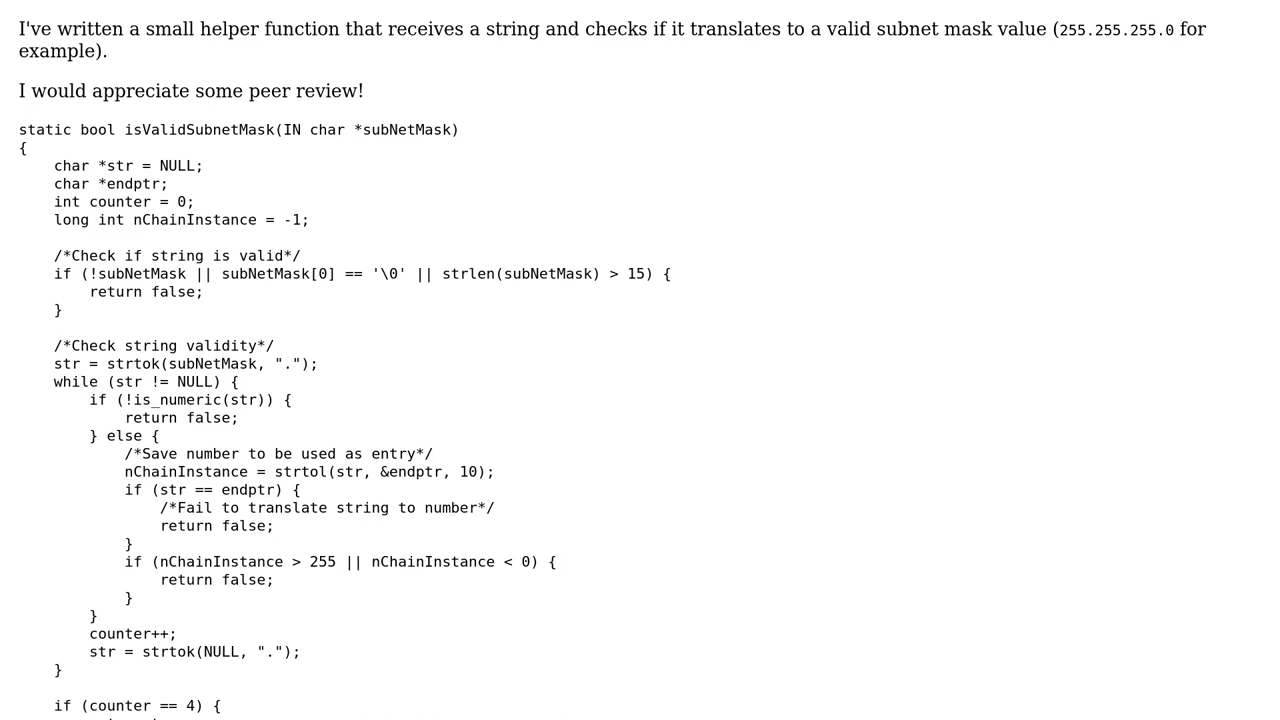 I've written a small helper function that receives a string and checks if it translates to a valid subnet mask value (255.255.255.0 for
example).
I would appreciate some peer review!
static bool isValidSubnetMask(IN char *subNetMask)
{
    char *str = NULL;
    char *endptr;
    int counter = 0;
    long int nChainInstance = -1;
    /*Check if string is valid*/
    if (!subNetMask || subNetMask[0] == '\0' || strlen(subNetMask) > 15) {
        return false;
    }
    /*Check string validity*/
    str = strtok(subNetMask, ".");
    while (str != NULL) {
        if (!is_numeric(str)) {
            return false;
        } else {
            /*Save number to be used as entry*/
            nChainInstance = strtol(str, &endptr, 10);
            if (str == endptr) {
                /*Fail to translate string to number*/
                return false;
            }
            if (nChainInstance > 255 || nChainInstance < 0) {
                return false;
            }
        }
        counter++;
        str = strtok(NULL, ".");
    }
    if (counter == 4) {